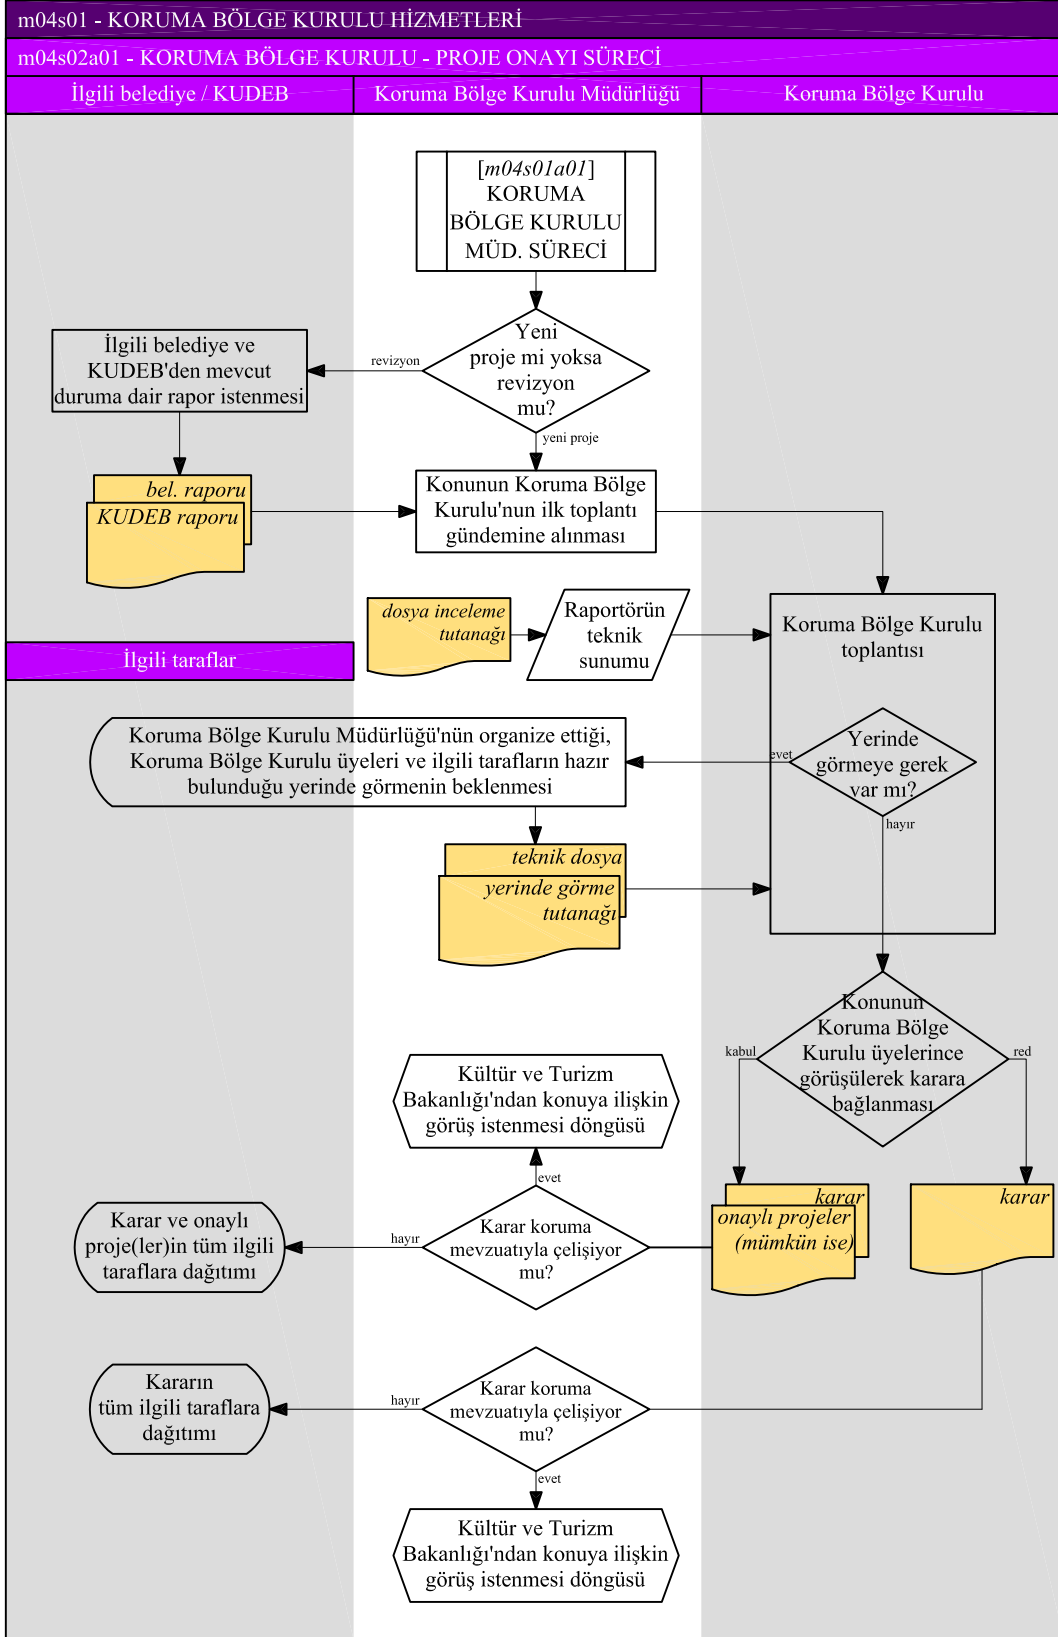 m04s01 - KORUMA BÖLGE KURULU HİZMETLERİ
m04s02a01 - KORUMA BÖLGE KURULU - PROJE ONAYI SÜRECİ
İlgili belediye / KUDEB
Koruma Bölge Kurulu Müdürlüğü
Koruma Bölge Kurulu
[m04s01a01]
KORUMA
BÖLGE KURULU
MÜD. SÜRECİ
Yeni
proje mi yoksa
revizyon
mu?
revizyon
yeni proje
İlgili belediye ve
KUDEB'den mevcut
duruma dair rapor istenmesi
bel. raporu
KUDEB raporu
Konunun Koruma Bölge
Kurulu'nun ilk toplantı
gündemine alınması
dosya inceleme
tutanağı
Raportörün
teknik
sunumu
Koruma Bölge Kurulu
toplantısı
İlgili taraflar
Yerinde
görmeye gerek
var mı?
evet
hayır
Koruma Bölge Kurulu Müdürlüğü'nün organize ettiği,
Koruma Bölge Kurulu üyeleri ve ilgili tarafların hazır
bulunduğu yerinde görmenin beklenmesi
teknik dosya
yerinde görme
tutanağı
Konunun
Koruma Bölge
Kurulu üyelerince
görüşülerek karara
bağlanması
kabul
red
Kültür ve Turizm
Bakanlığı'ndan konuya ilişkin
görüş istenmesi döngüsü
evet
karar
onaylı projeler
(mümkün ise)
karar
Karar koruma
mevzuatıyla çelişiyor
mu?
hayır
Karar ve onaylı
proje(ler)in tüm ilgili
taraflara dağıtımı
Karar koruma
mevzuatıyla çelişiyor
mu?
hayır
Kararın
tüm ilgili taraflara
dağıtımı
evet
Kültür ve Turizm
Bakanlığı'ndan konuya ilişkin
görüş istenmesi döngüsü